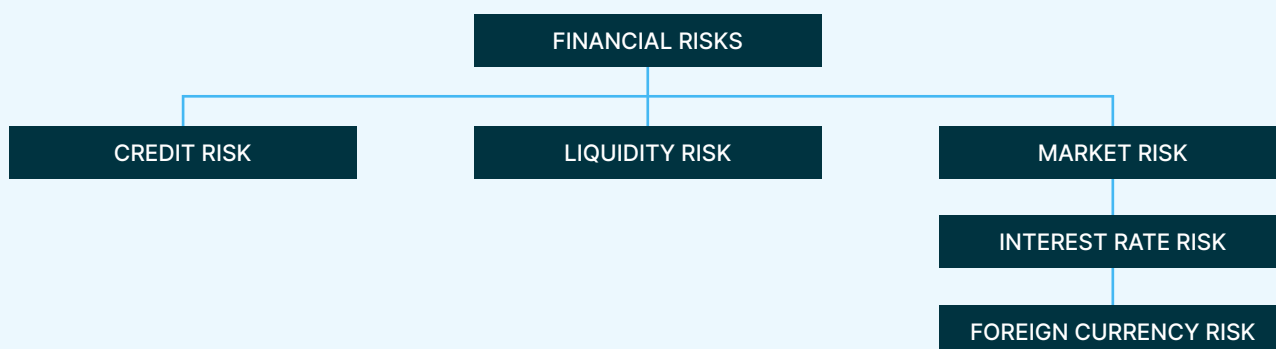 FINANCIAL RISKS
CREDIT RISK
LIQUIDITY RISK
MARKET RISK
INTEREST RATE RISK
FOREIGN CURRENCY RISK